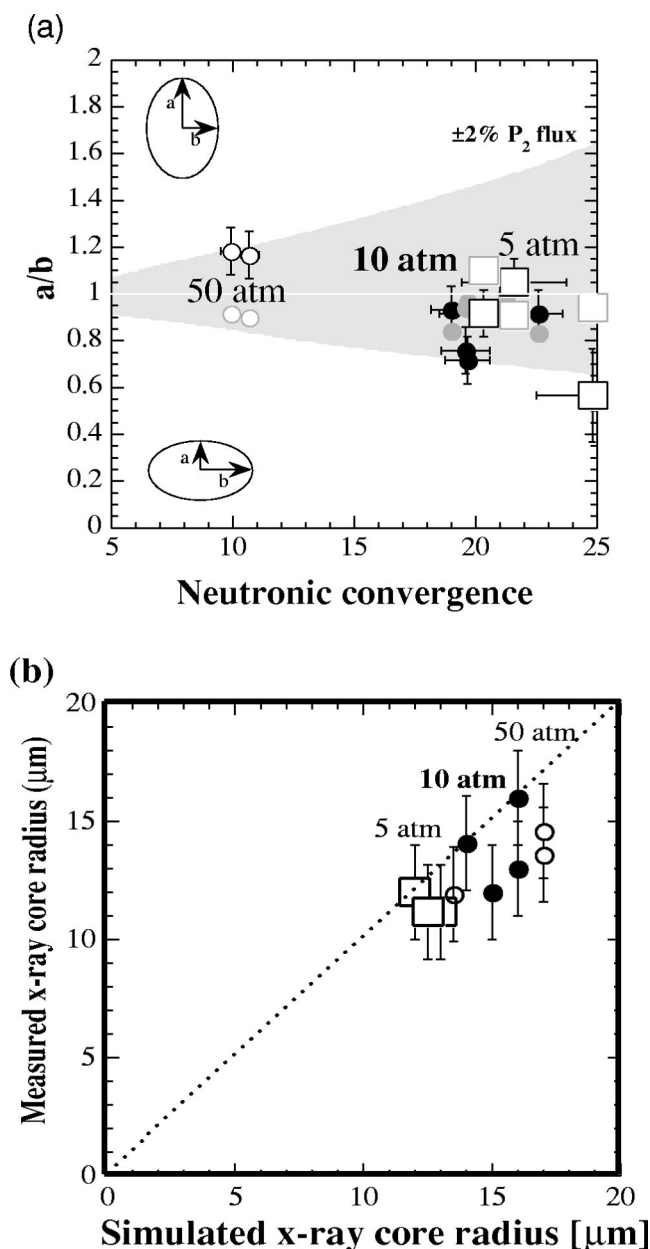 (a)
2
1.8
1.6
1.4
1.2
1
0.8
0.6
0.4
0.2
0
a/b
a
b
±2% P₂ flux
10 atm
5 atm
50 atm
a
b
5 10 15 20 25
Neutronic convergence
(b)
20
15
10
5
0
Measured x-ray core radius (μm)
50 atm
10 atm
5 atm
0 5 10 15 20
Simulated x-ray core radius [μm]